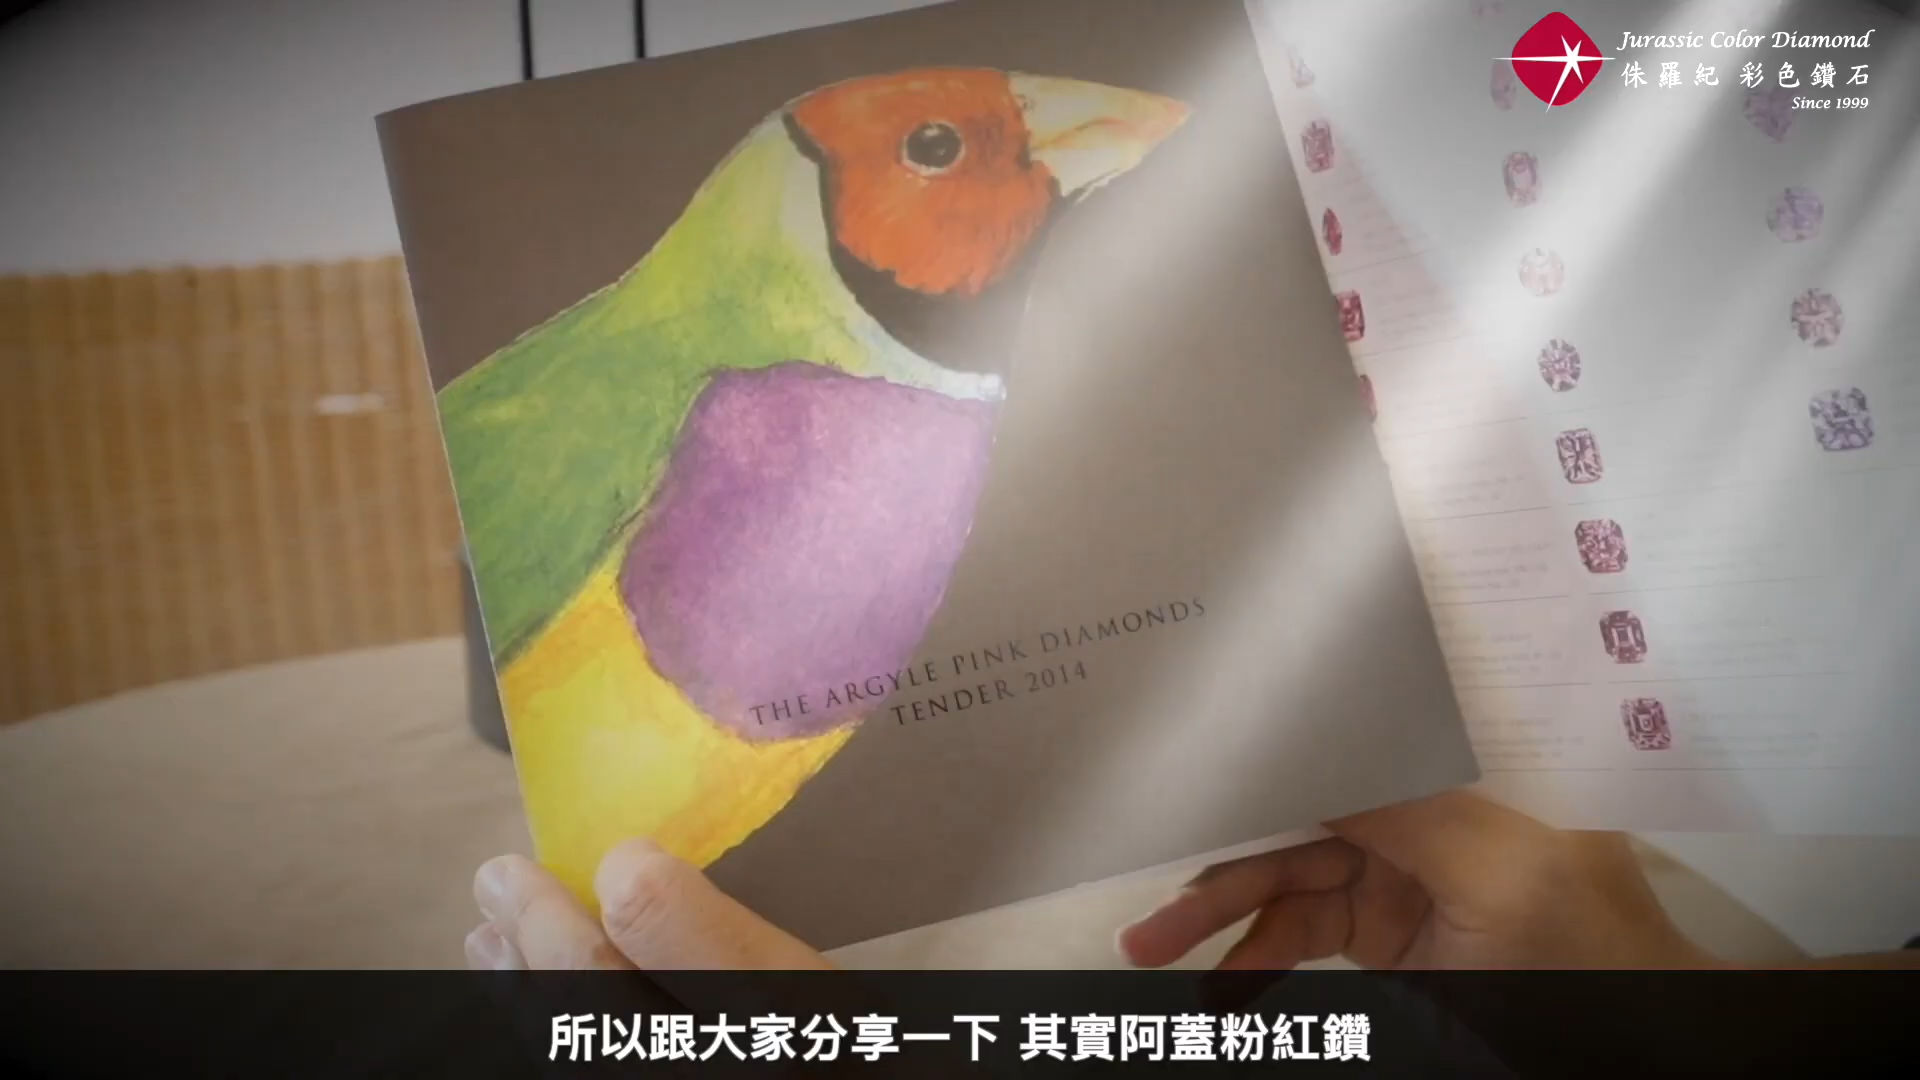 Jurassic Color Diamond
侏羅紀 彩色鑽石
Since 1999
THE ARGYLE PINK DIAMONDS
TENDER 2014
所以跟大家分享一下 其實阿蓋粉紅鑽